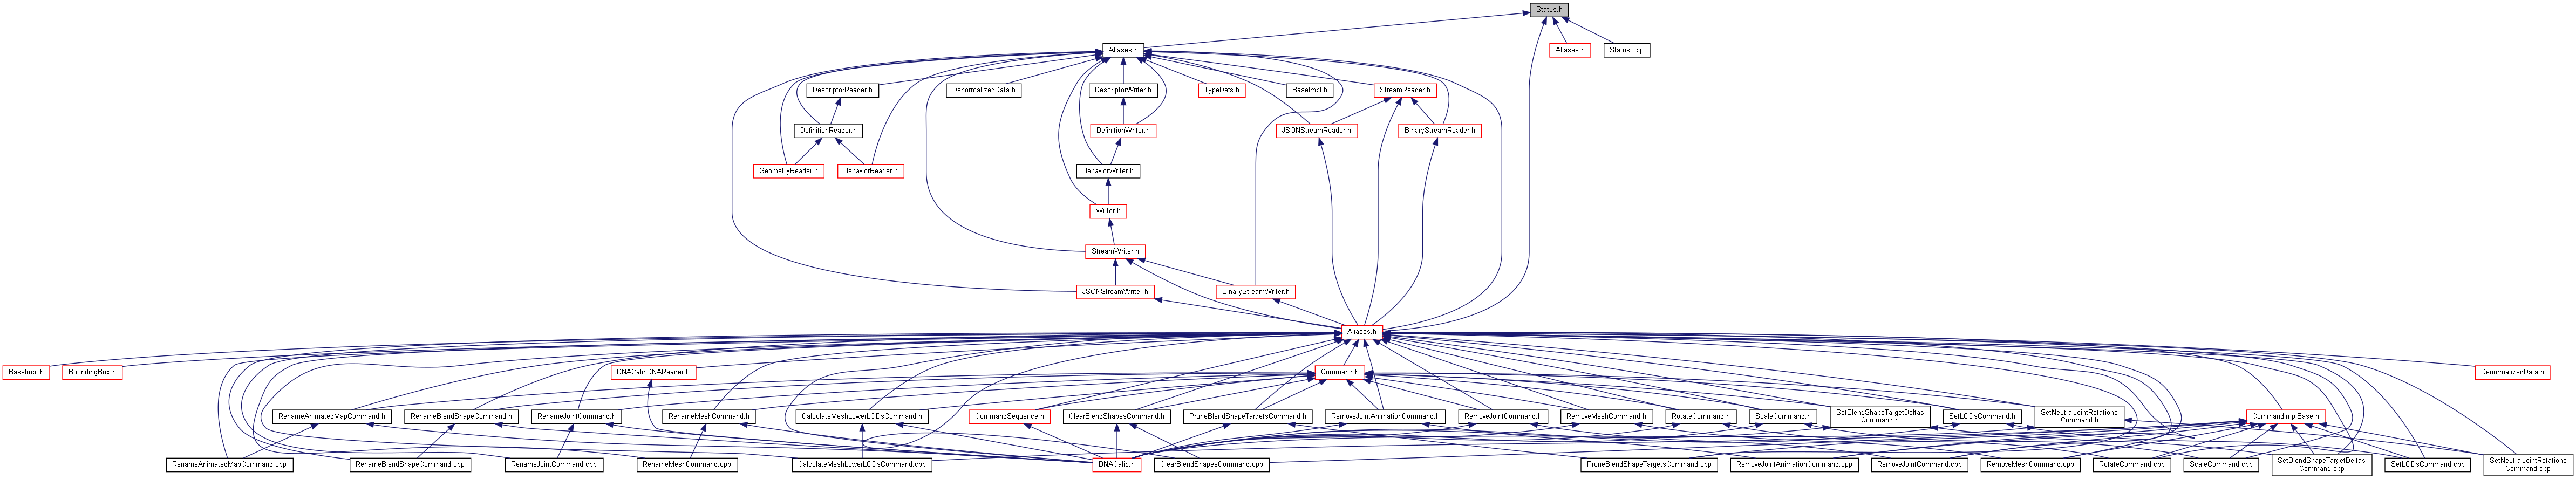 Status.h
Aliases.h
Aliases.h
Status.cpp
DescriptorReader.h
DenormalizedData.h
DescriptorWriter.h
TypeDefs.h
BaseImpl.h
StreamReader.h
DefinitionReader.h
DefinitionWriter.h
JSONStreamReader.h
BinaryStreamReader.h
GeometryReader.h
BehaviorReader.h
BehaviorWriter.h
Writer.h
StreamWriter.h
JSONStreamWriter.h
BinaryStreamWriter.h
Aliases.h
BaseImpl.h
BoundingBox.h
DNACalibDNAReader.h
Command.h
DenormalizedData.h
RenameAnimatedMapCommand.h
RenameBlendShapeCommand.h
RenameJointCommand.h
RenameMeshCommand.h
CalculateMeshLowerLODsCommand.h
CommandSequence.h
ClearBlendShapesCommand.h
PruneBlendShapeTargetsCommand.h
RemoveJointAnimationCommand.h
RemoveJointCommand.h
RemoveMeshCommand.h
RotateCommand.h
ScaleCommand.h
SetBlendShapeTargetDeltas
Command.h
SetLODsCommand.h
SetNeutralJointRotations
Command.h
CommandImplBase.h
RenameAnimatedMapCommand.cpp
RenameBlendShapeCommand.cpp
RenameJointCommand.cpp
RenameMeshCommand.cpp
CalculateMeshLowerLODsCommand.cpp
DNACalib.h
ClearBlendShapesCommand.cpp
PruneBlendShapeTargetsCommand.cpp
RemoveJointAnimationCommand.cpp
RemoveJointCommand.cpp
RemoveMeshCommand.cpp
RotateCommand.cpp
ScaleCommand.cpp
SetBlendShapeTargetDeltas
Command.cpp
SetLODsCommand.cpp
SetNeutralJointRotations
Command.cpp